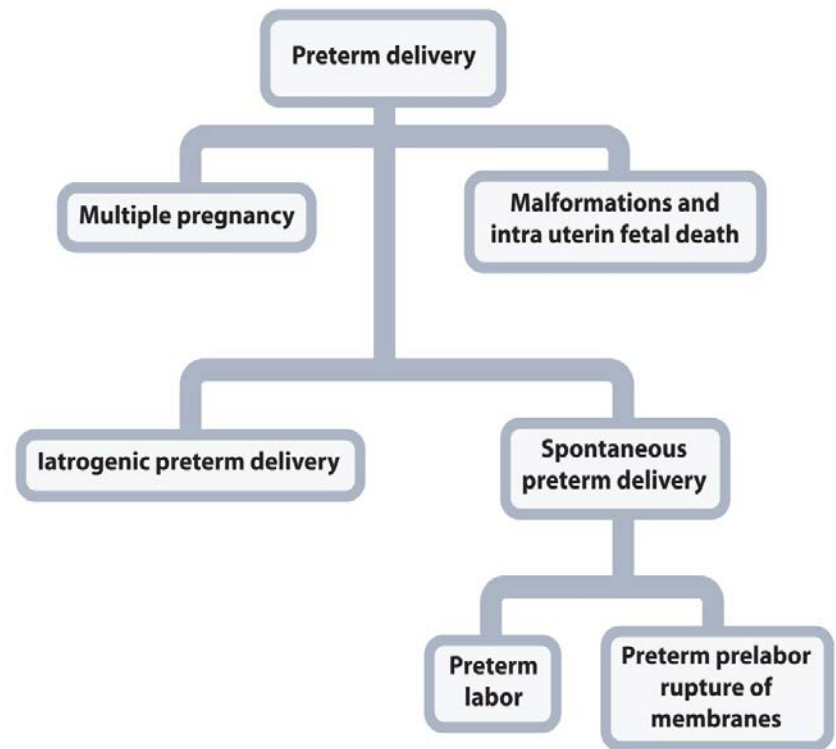 Preterm delivery
Multiple pregnancy
Malformations and
intra uterin fetal death
Iatrogenic preterm delivery
Spontaneous
preterm delivery
Preterm
labor
Preterm prelabor
rupture of
membranes